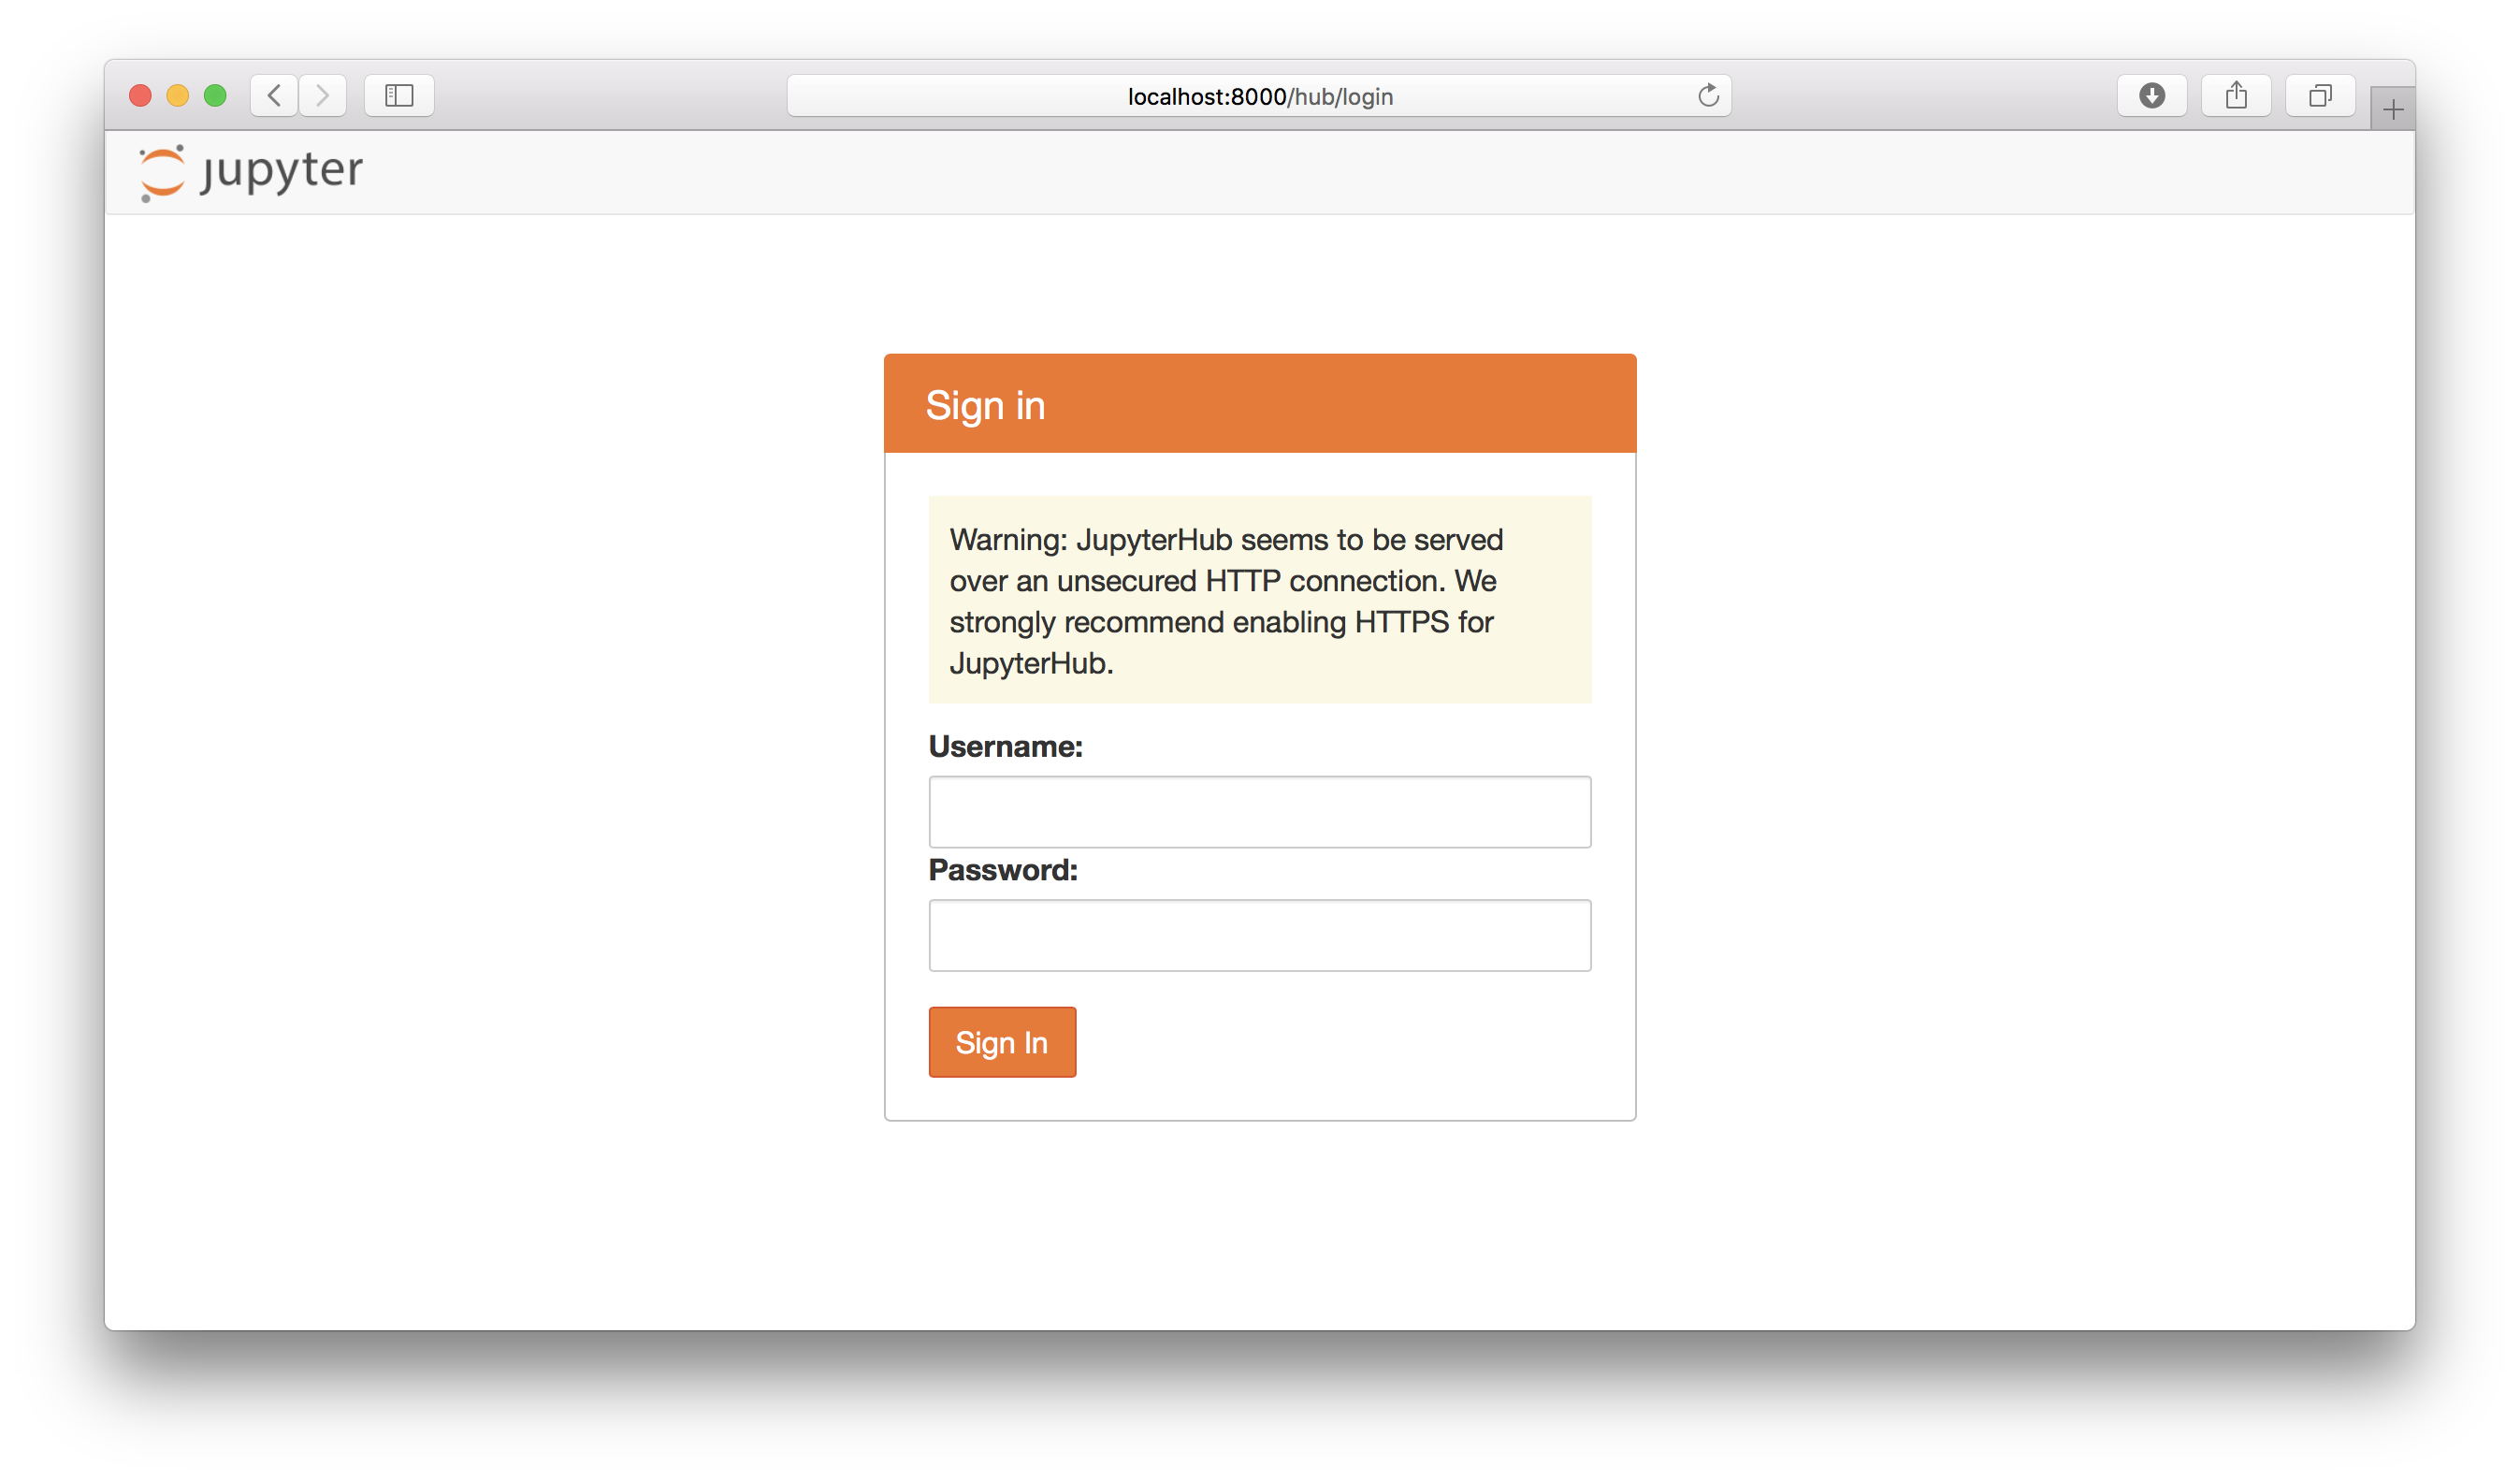 localhost:8000/hub/login
jupyter
Sign in
Warning: JupyterHub seems to be served
over an unsecured HTTP connection. We
strongly recommend enabling HTTPS for
JupyterHub.
Username:
Password:
Sign In